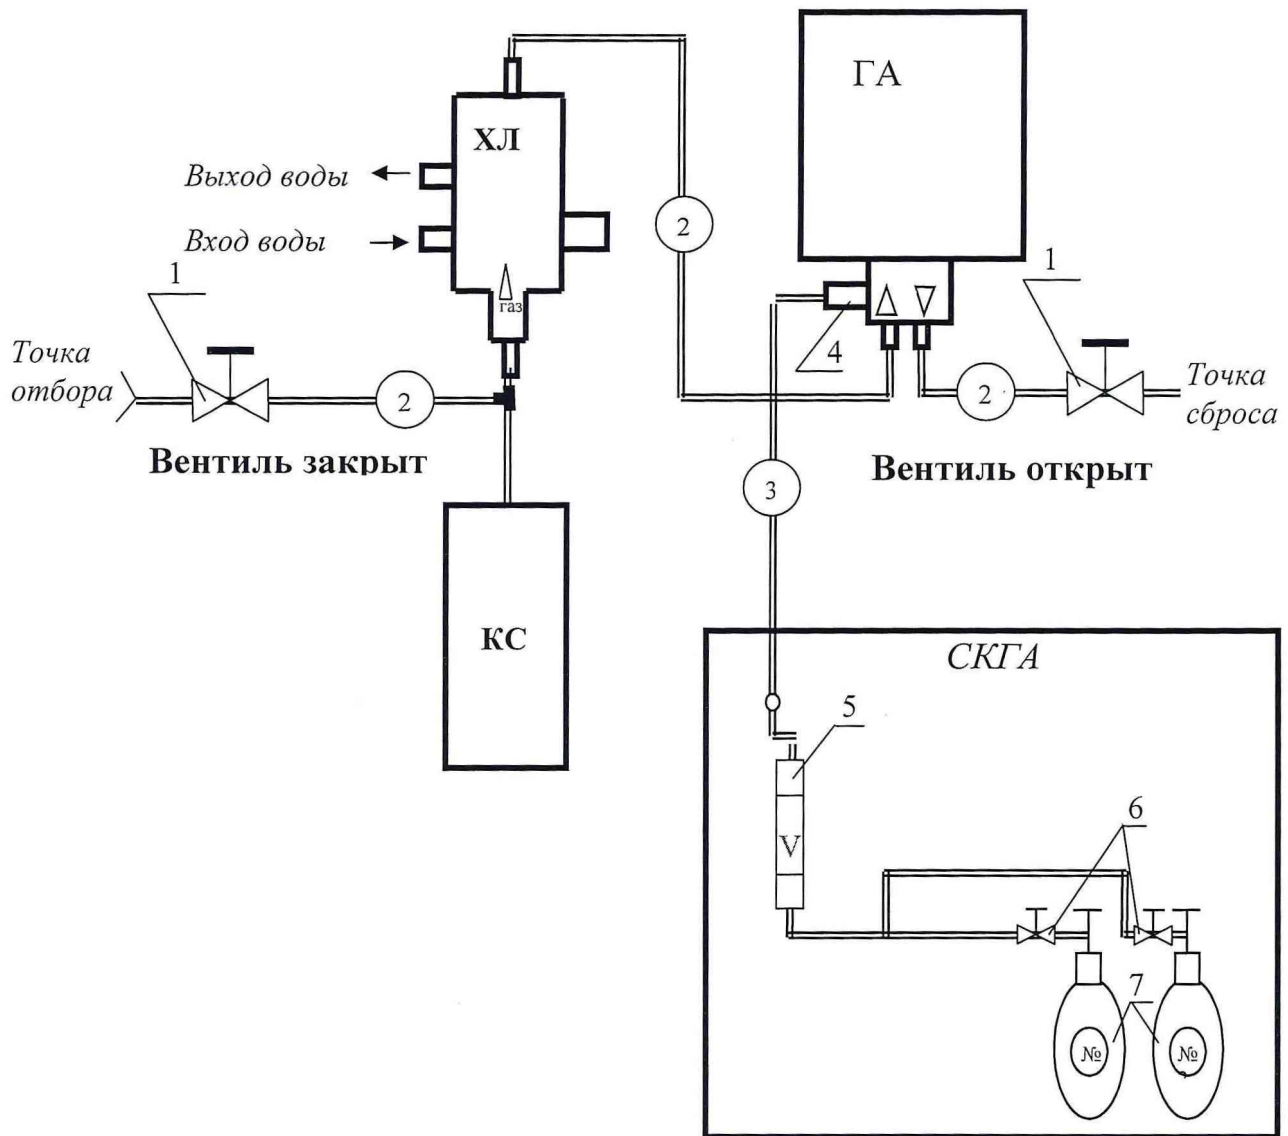 ГА
ХЛ
Выход воды
2
Вход воды
1
1
газ
4
Точка
отбора
2
2
Точка
сброса
Вентиль закрыт
Вентиль открыт
3
КС
СКГА
5
V
6
7
№
№